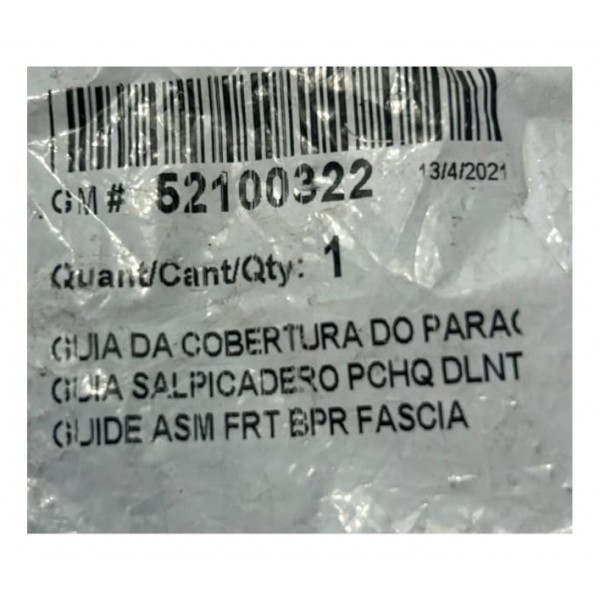 GM# 52100322 13/4/2021
Quant/Cant/Qty: 1
GUIA DA COBERTURA DO PARAC
GUIA SALPICADERO PCHQ DLNT
GUIDE ASM FRT BPR FASCIA